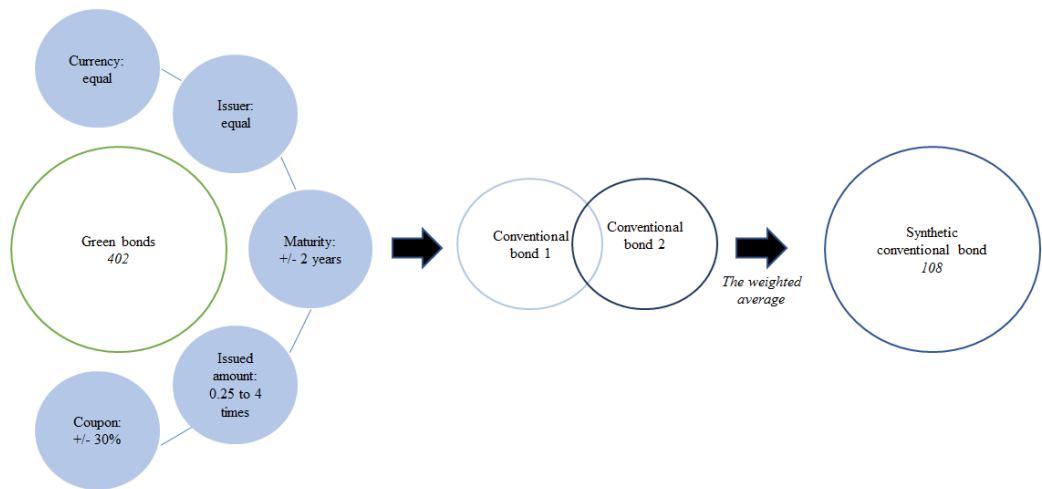 Currency:
equal
Issuer:
equal
Green bonds
402
Maturity:
+/- 2 years
Issued
amount:
0.25 to 4
times
Coupon:
+/- 30%
Conventional
bond 1
Conventional
bond 2
The weighted
average
Synthetic
conventional bond
108